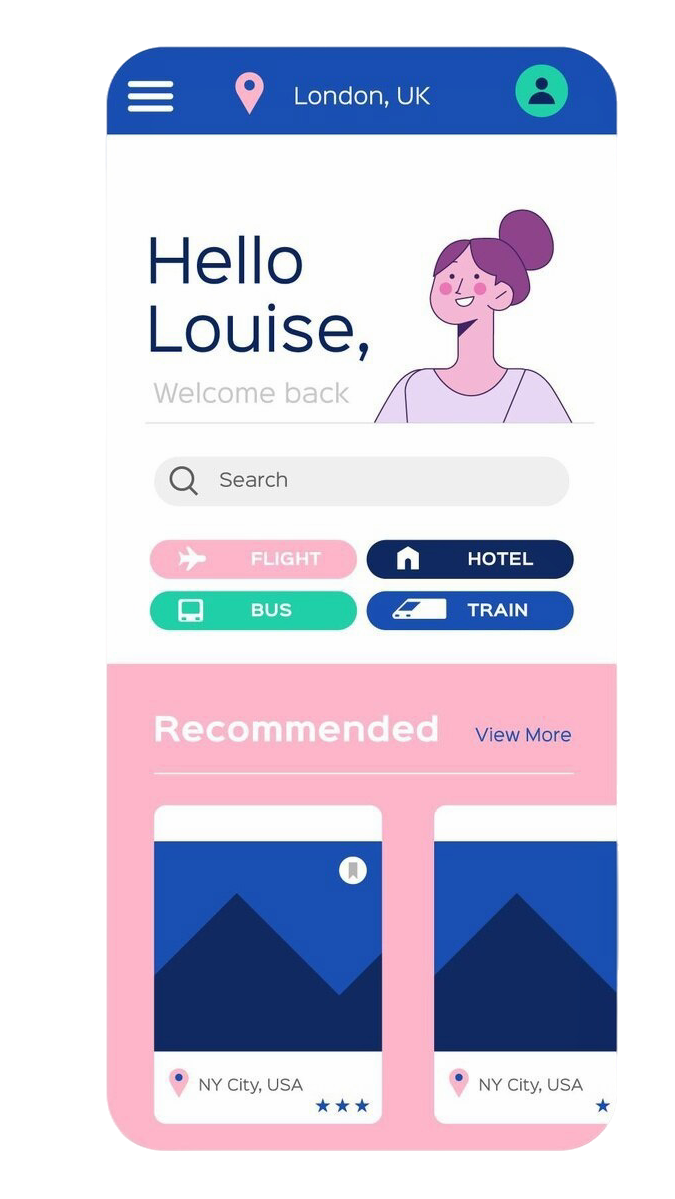 London, UK
Hello
Louise,
Welcome back
Search
FLIGHT
HOTEL
BUS
TRAIN
Recommended
View More
NY City, USA
NY City, USA